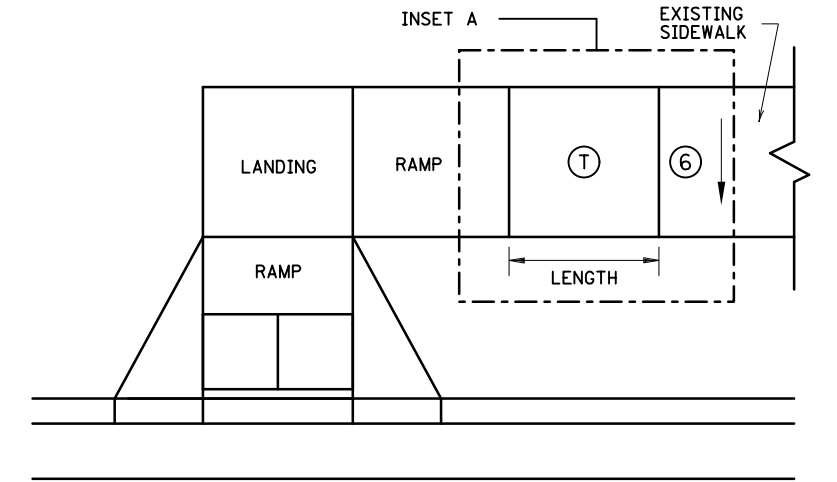 INSET A
EXISTING
SIDEWALK
LANDING
RAMP
T
6
RAMP
LENGTH